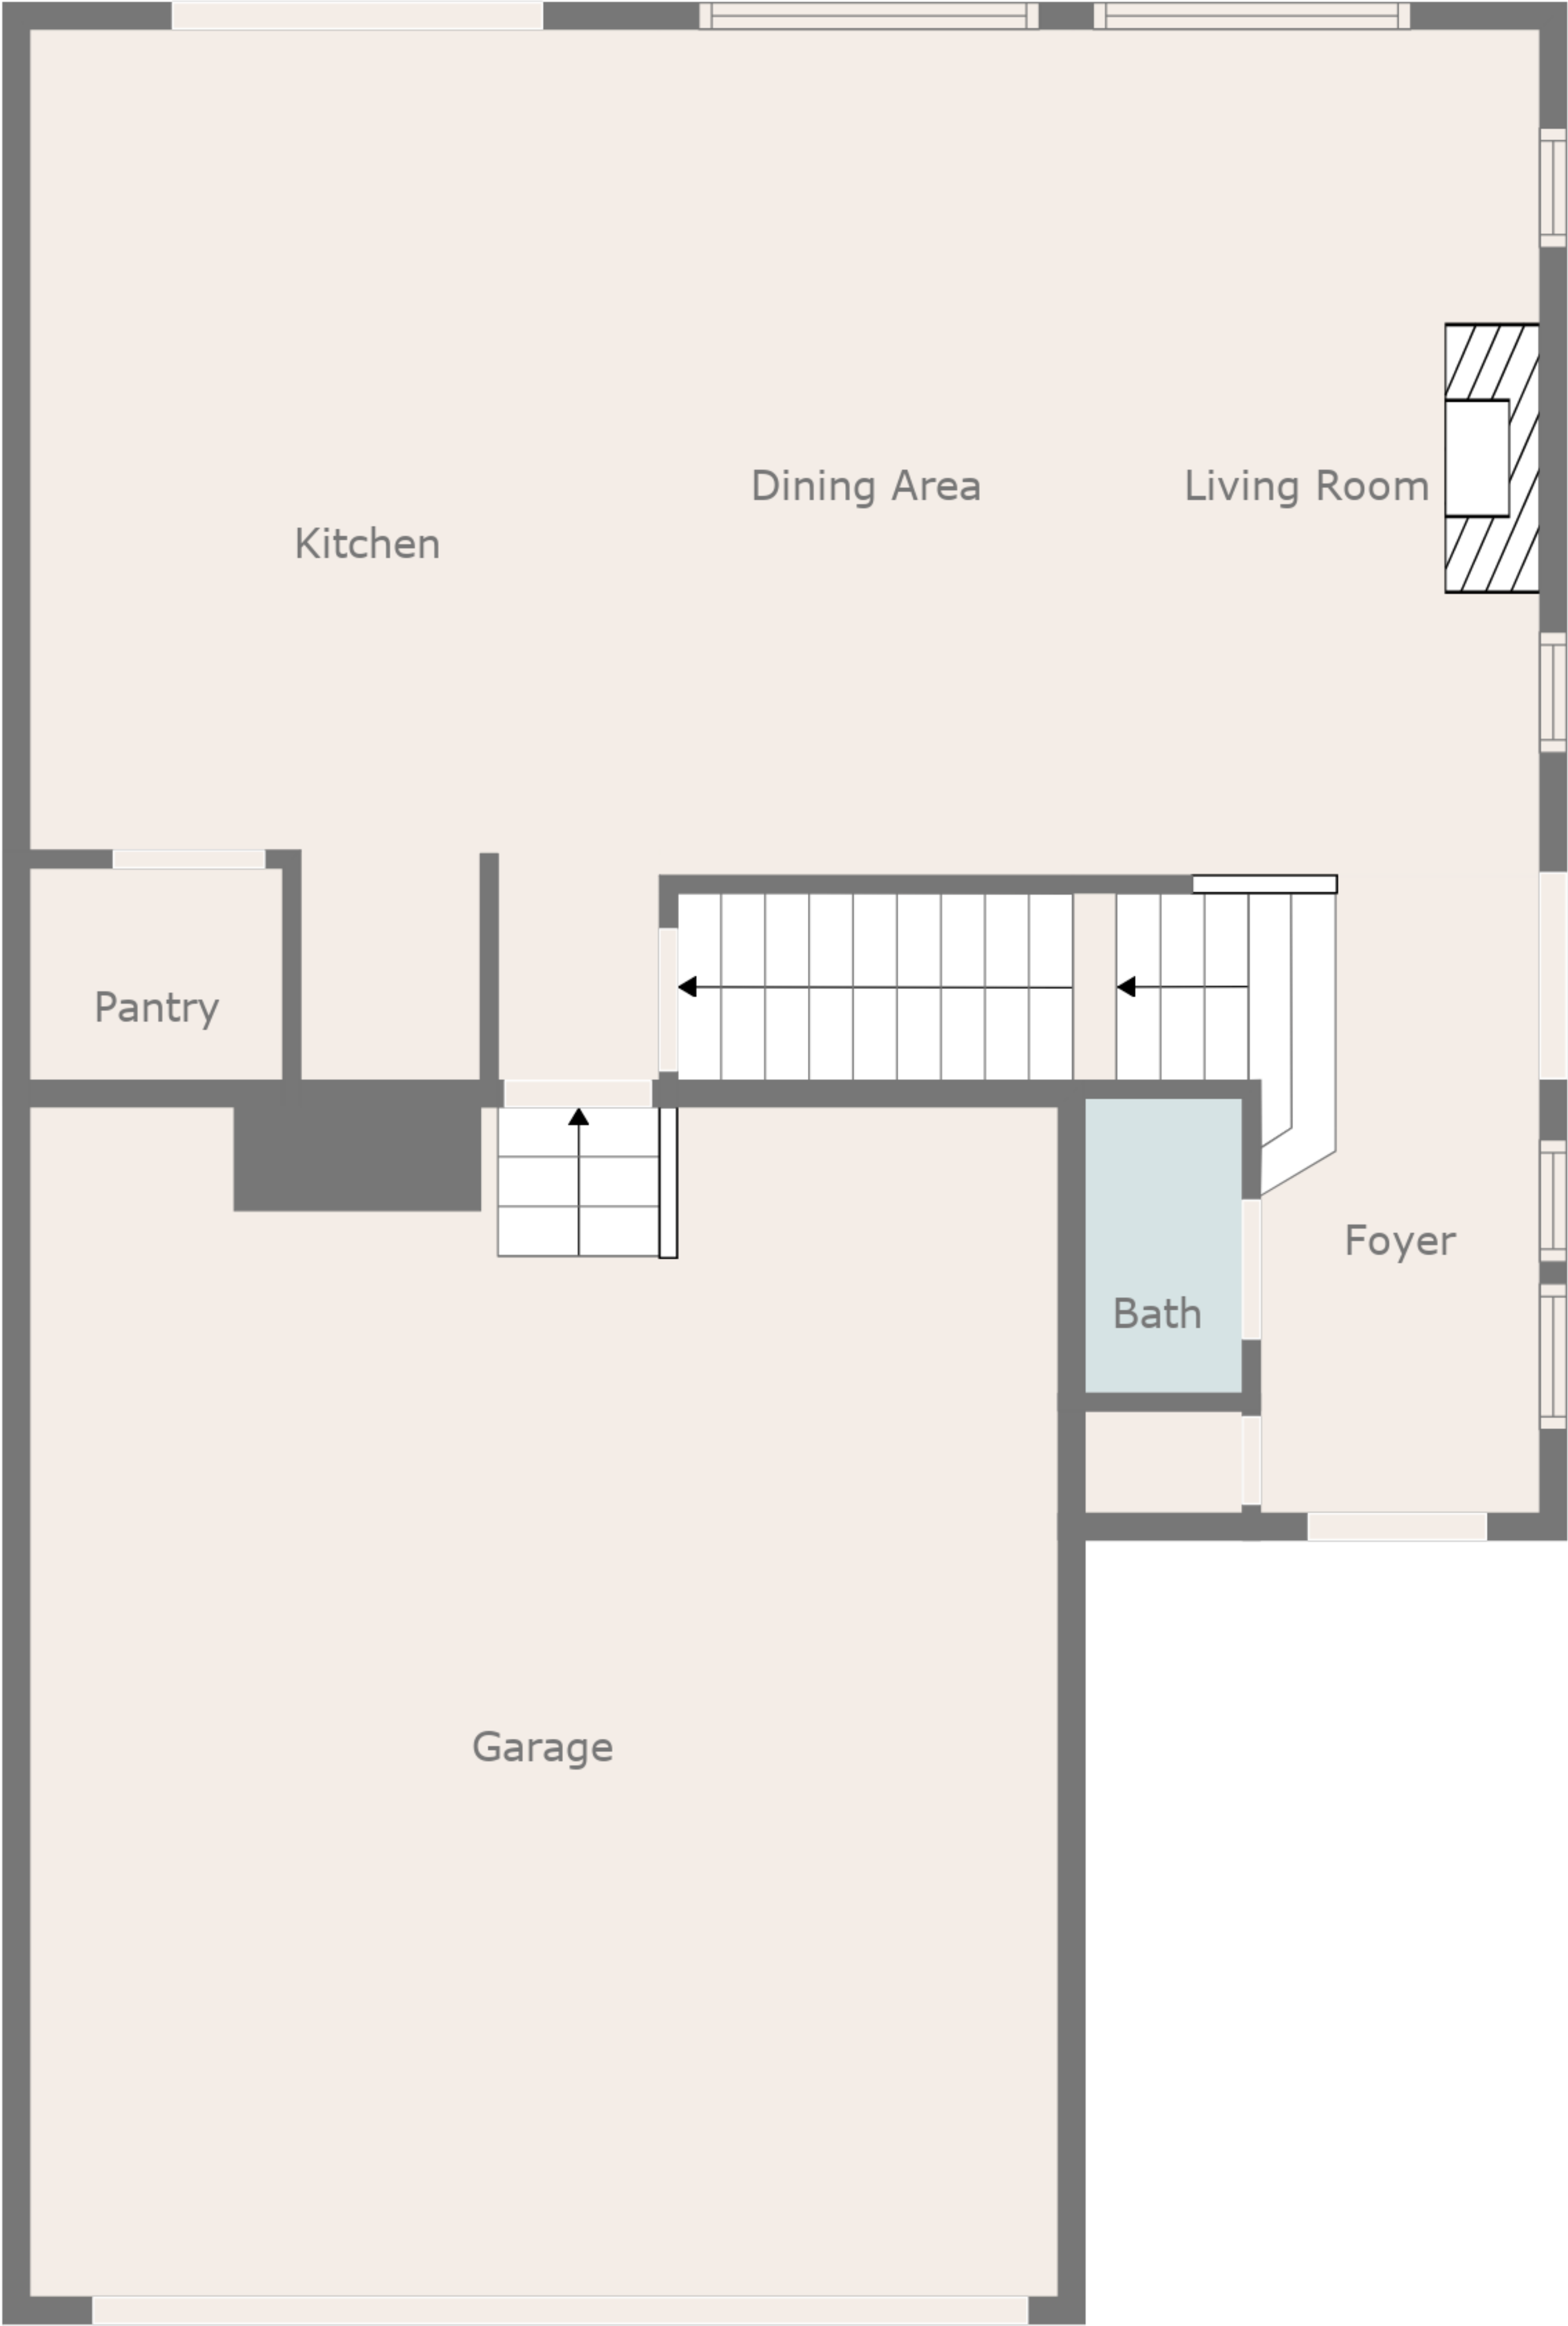 Dining Area
Living Room
Kitchen
Pantry
Foyer
Bath
Garage